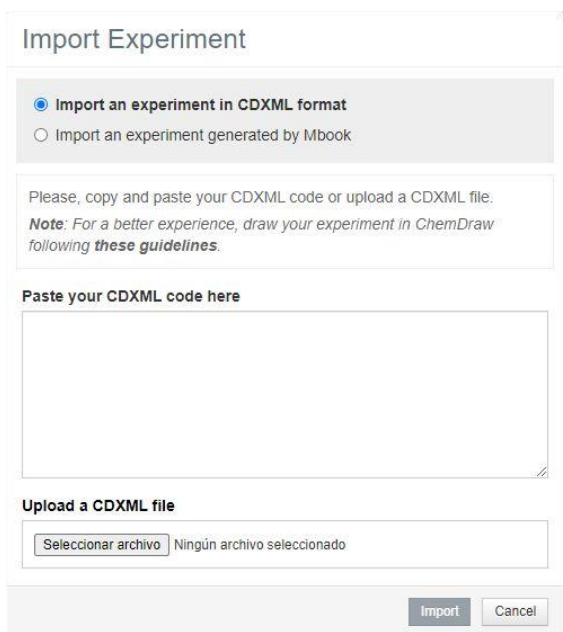 Import Experiment
Import an experiment in CDXML format
Import an experiment generated by Mbook
Please, copy and paste your CDXML code or upload a CDXML file.
Note: For a better experience, draw your experiment in ChemDraw
following these guidelines.
Paste your CDXML code here
Upload a CDXML file
Seleccionar archivo Ningún archivo seleccionado
Import Cancel